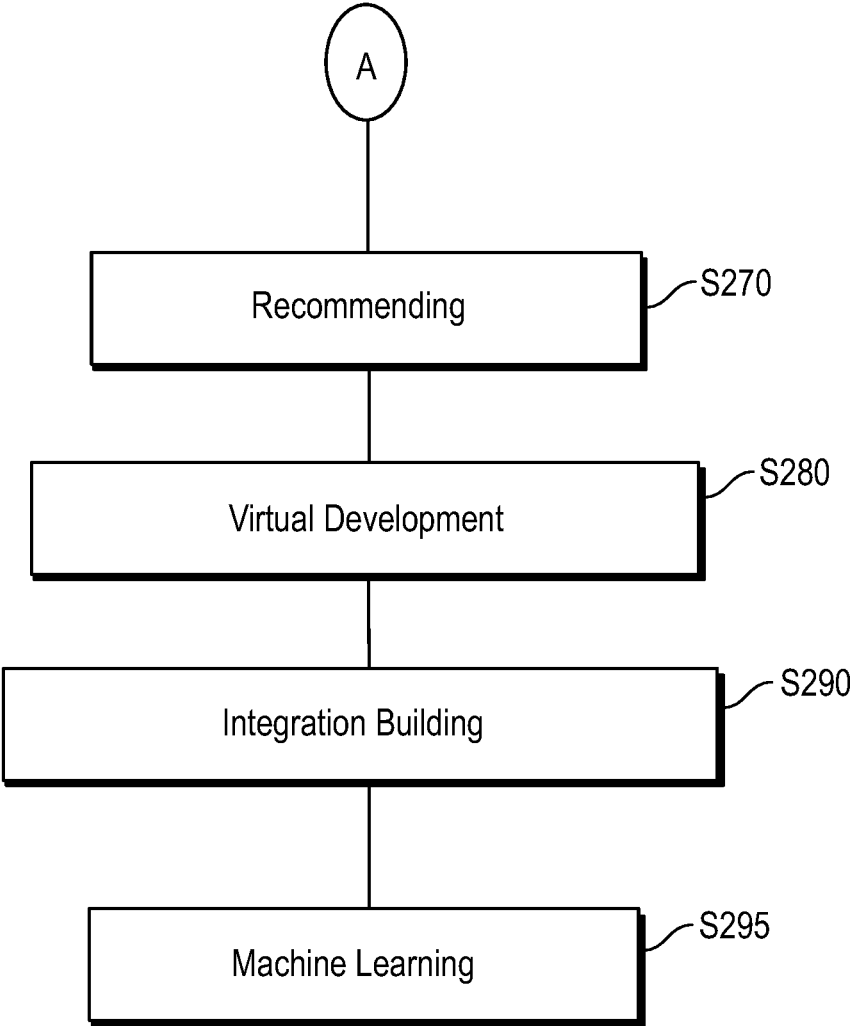 A
Recommending
S270
Virtual Development
S280
Integration Building
S290
Machine Learning
S295